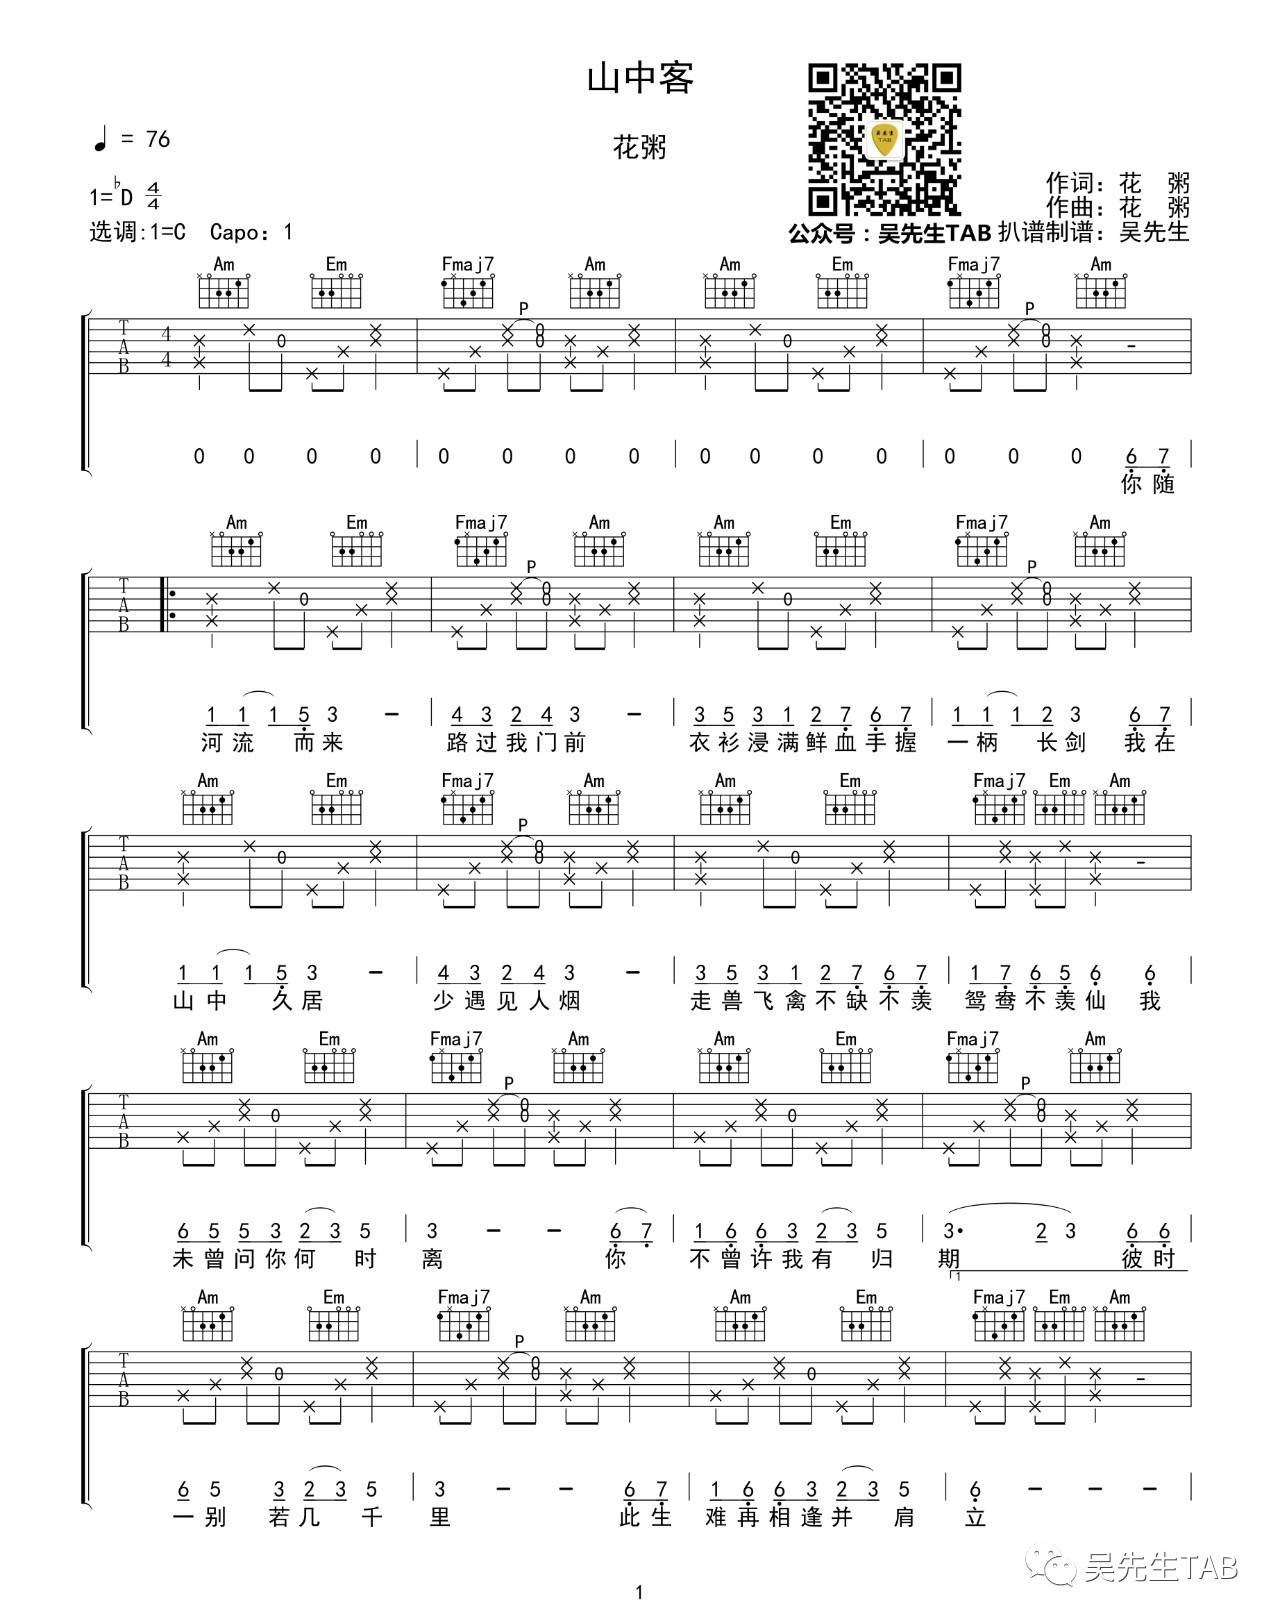 山中客
♩ = 76
花粥
作词：花 粥
1=♭D 4/4
作曲：花 粥
选调:1=C Capo：1
公众号：吴先生TAB 扒谱制谱：吴先生
Am Em Fmaj7 Am Am Em Fmaj7 Am
P P
T A B 4 4
0 0 0 0 0 0 0 0 0 0 0 0 0 0 0 6 7
你随
Am Em Fmaj7 Am Am Em Fmaj7 Am
P P
T A B
1 1 1 5 3 - 4 3 2 4 3 - 3 5 3 1 2 7 6 7 1 1 1 2 3 6 7
河流 而来 路过我门前 衣衫浸满鲜血手握 一柄 长剑 我在
Am Em Fmaj7 Am Am Em Fmaj7 Em Am
P
T A B
1 1 1 5 3 - 4 3 2 4 3 - 3 5 3 1 2 7 6 7 1 7 6 5 6 6
山中 久居 少遇见人烟 走兽飞禽不缺不羡 鸳鸯不羡仙 我
Am Em Fmaj7 Am Am Em Fmaj7 Am
P P
T A B
6 5 5 3 2 3 5 3 - - 6 7 1 6 6 3 2 3 5 3· 2 3 6 6
未曾问你何 时 离 你 不曾许我有 归 期 彼时
1
Am Em Fmaj7 Am Am Em Fmaj7 Em Am
P
T A B
6 5 3 2 3 5 3 - - 6 7 1 6 6 3 2 3 5 6 - - -
一别 若几 千 里 此生 难再相逢并 肩 立
吴先生TAB
1